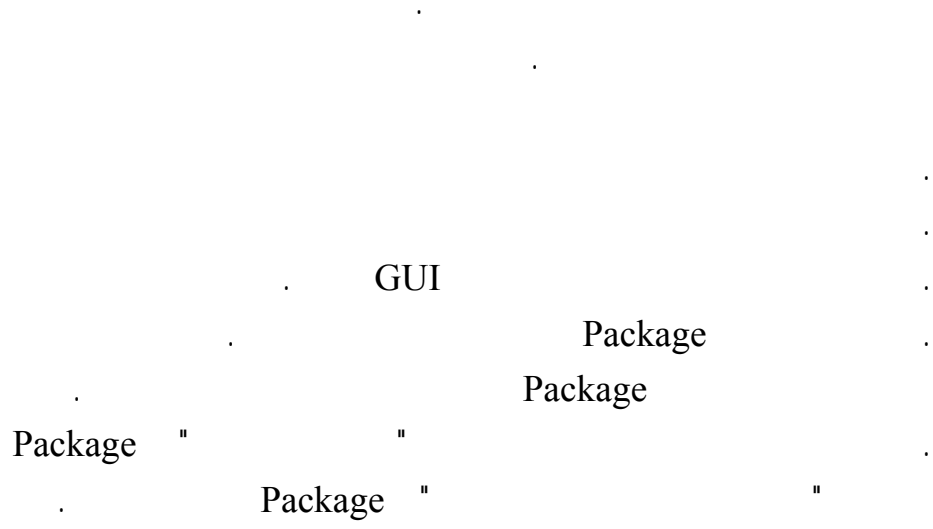 .
.
.
.
. GUI .
. Package .
. Package
. " " Package
" " Package .